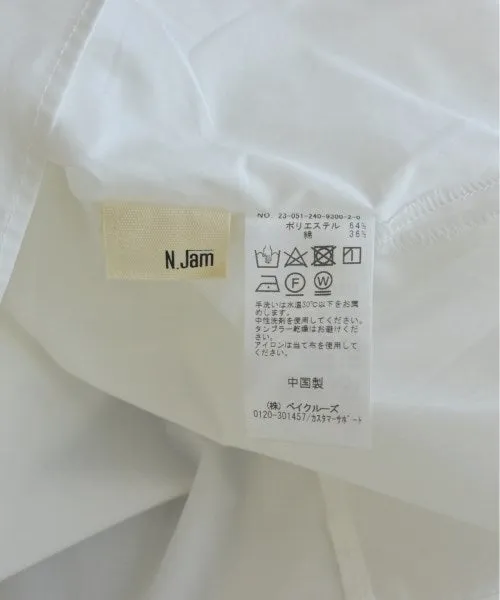 N.Jam
NO 23-051-240-9300-2-0
ポリエステル 64%
綿 36%
手洗いは水温30℃以下をお薦
めします。
中性洗剤を使用してください。
タンブラー乾燥はお避けくださ
い。
アイロンは当て布を使用して
ください。
中国製
(株) ベイクルーズ
0120-301457/カスタマーサポート